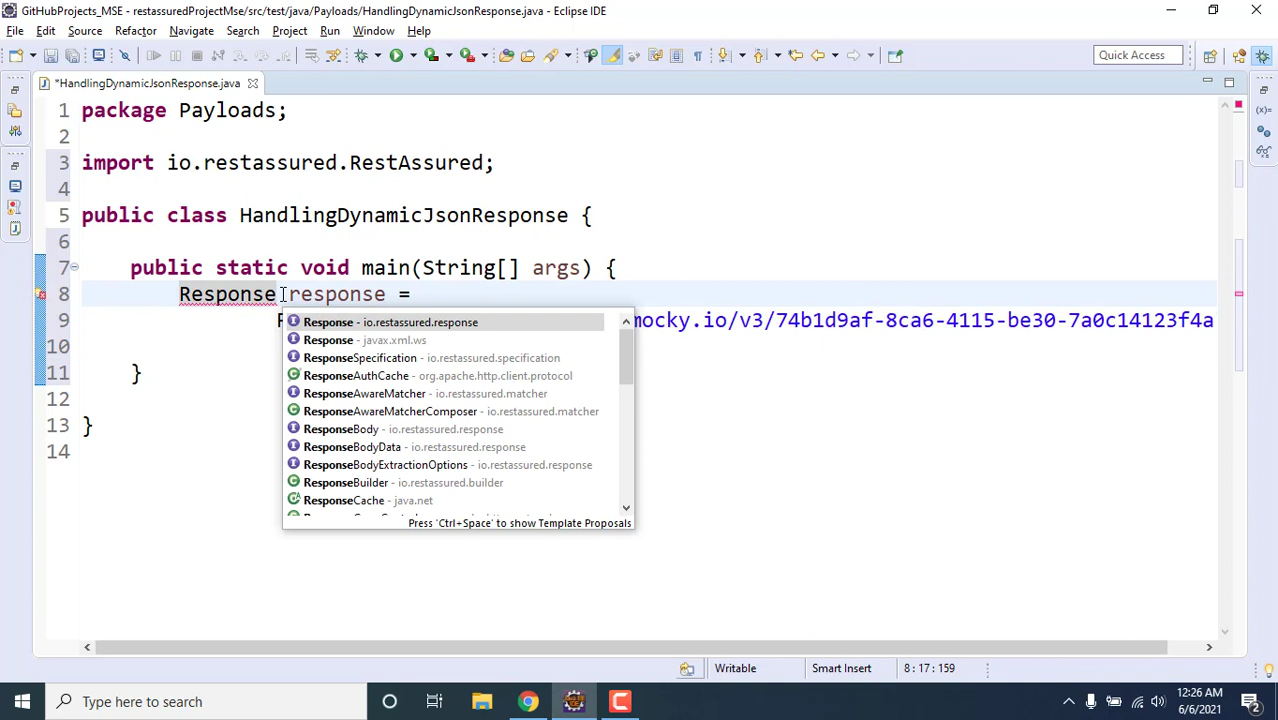 GitHubProjects_MSE - restassuredProjectMse/src/test/java/Payloads/HandlingDynamicJsonResponse.java - Eclipse IDE
File Edit Source Refactor Navigate Search Project Run Window Help
Quick Access
*HandlingDynamicJsonResponse.java
1 package Payloads;
2
3 import io.restassured.RestAssured;
4
5 public class HandlingDynamicJsonResponse {
6
7 public static void main(String[] args) {
8 Response response =
9 mocky.io/v3/74b1d9af-8ca6-4115-be30-7a0c14123f4a
10
11 }
12
13 }
14
Response - io.restassured.response
Response - javax.xml.ws
ResponseSpecification - io.restassured.specification
ResponseAuthCache - org.apache.http.client.protocol
ResponseAwareMatcher - io.restassured.matcher
ResponseAwareMatcherComposer - io.restassured.matcher
ResponseBody - io.restassured.response
ResponseBodyData - io.restassured.response
ResponseBodyExtractionOptions - io.restassured.response
ResponseBuilder - io.restassured.builder
ResponseCache - java.net
Press 'Ctrl+Space' to show Template Proposals
Writable Smart Insert 8 : 17 : 159
Type here to search
12:26 AM
6/6/2021
2